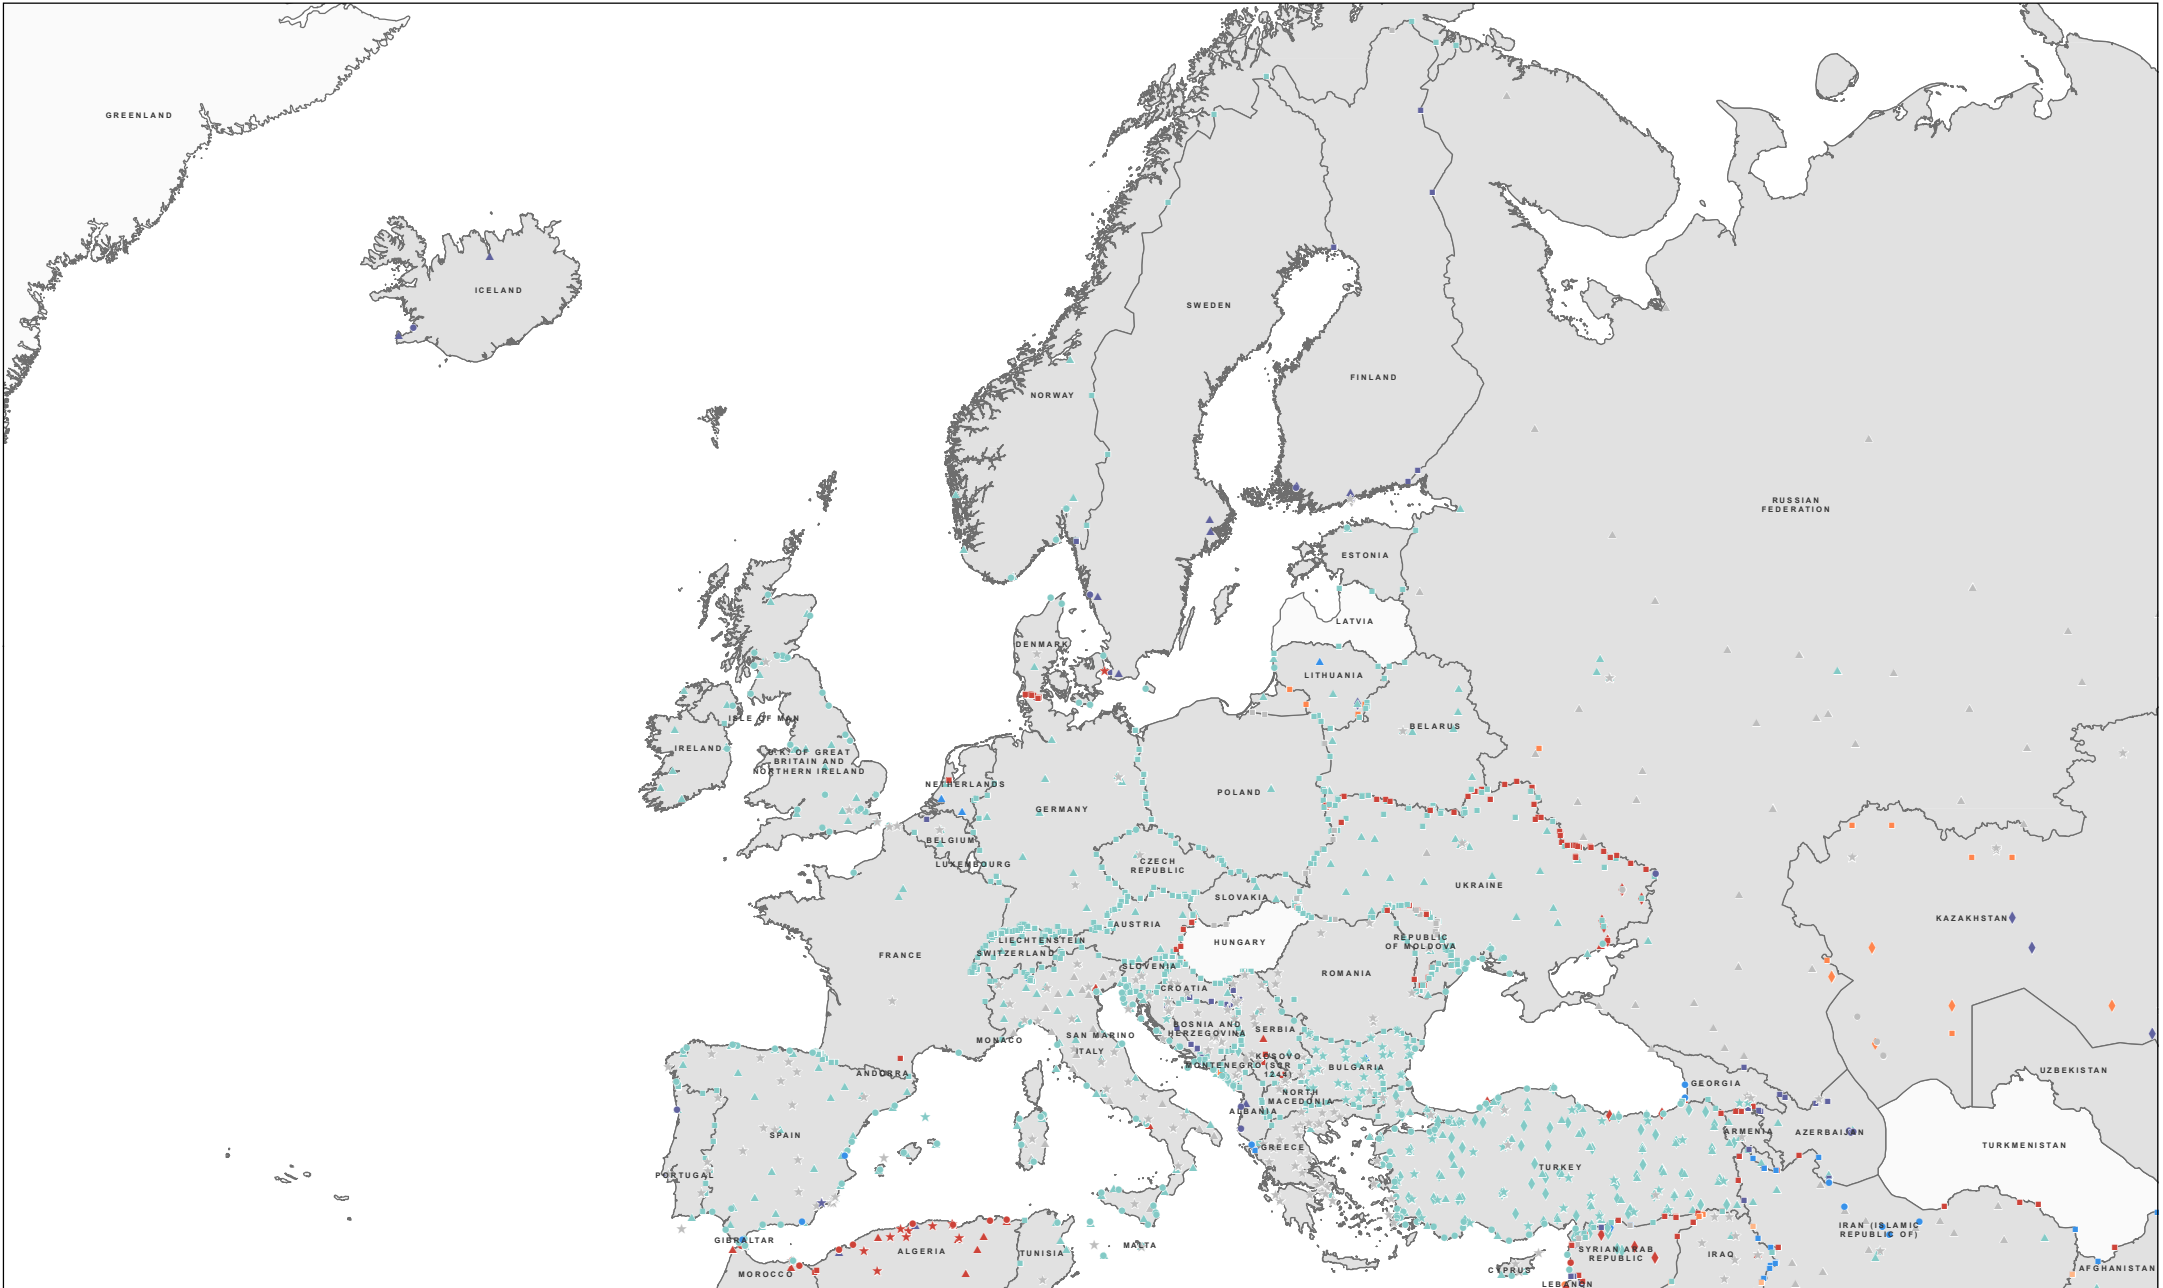 GREENLAND
ICELAND
SWEDEN
FINLAND
NORWAY
RUSSIAN
FEDERATION
ESTONIA
LATVIA
DENMARK
LITHUANIA
ISLE OF MAN
BELARUS
IRELAND
U.K. OF GREAT
BRITAIN AND
NORTHERN IRELAND
NETHERLANDS
POLAND
GERMANY
BELGIUM
LUXEMBOURG
CZECH
REPUBLIC
UKRAINE
SLOVAKIA
KAZAKHSTAN
AUSTRIA
LIECHTENSTEIN
HUNGARY
REPUBLIC
OF MOLDOVA
FRANCE
SWITZERLAND
SLOVENIA
ROMANIA
CROATIA
BOSNIA AND
HERZEGOVINA
SERBIA
SAN MARINO
MONACO
ITALY
KOSOVO
(SCR
1244)
MONTENEGRO
BULGARIA
ANDORRA
UZBEKISTAN
GEORGIA
NORTH
MACEDONIA
ALBANIA
SPAIN
ARMENIA
AZERBAIJAN
GREECE
TURKMENISTAN
TURKEY
PORTUGAL
IRAN (ISLAMIC
REPUBLIC OF)
GIBRALTAR
ALGERIA
TUNISIA
MALTA
SYRIAN ARAB
REPUBLIC
IRAQ
CYPRUS
MOROCCO
AFGHANISTAN
LEBANON